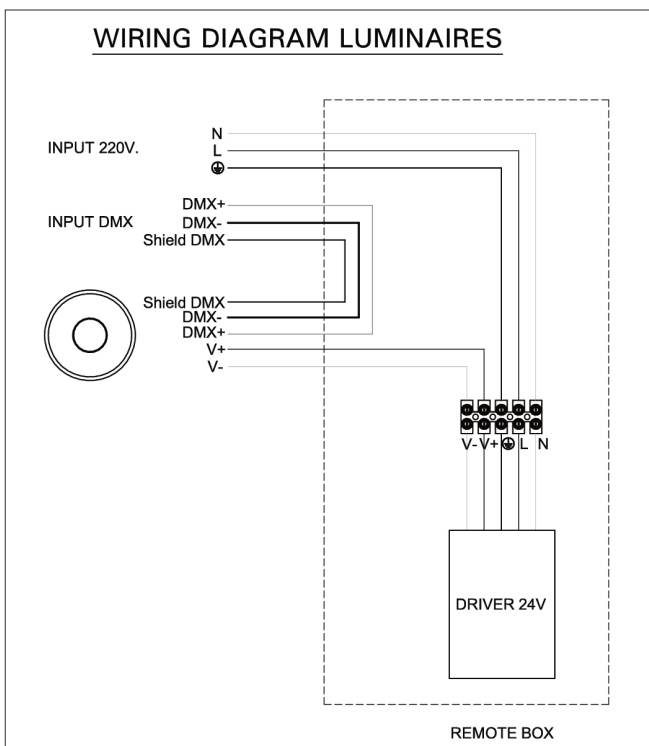 WIRING DIAGRAM LUMINAIRES
INPUT 220V.
N
L
INPUT DMX
DMX+
DMX-
Shield DMX
Shield DMX
DMX-
DMX+
V+
V-
V- V+ L N
DRIVER 24V
REMOTE BOX